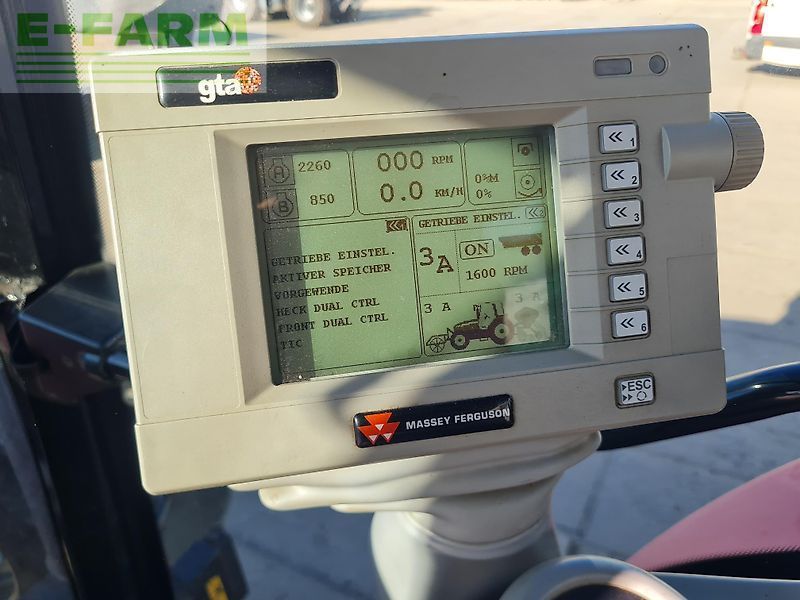 E-FARM
gta
A 2260
B 850
000 RPM
0.0 KM/H
0%M
0%
1
GETRIEBE EINSTEL.
AKTIVER SPEICHER
VORGEWENDE
HECK DUAL CTRL
FRONT DUAL CTRL
TIC
GETRIEBE EINSTEL. 2
3A
ON
1600 RPM
3 A
3 A
1
2
3
4
5
6
ESC
MASSEY FERGUSON